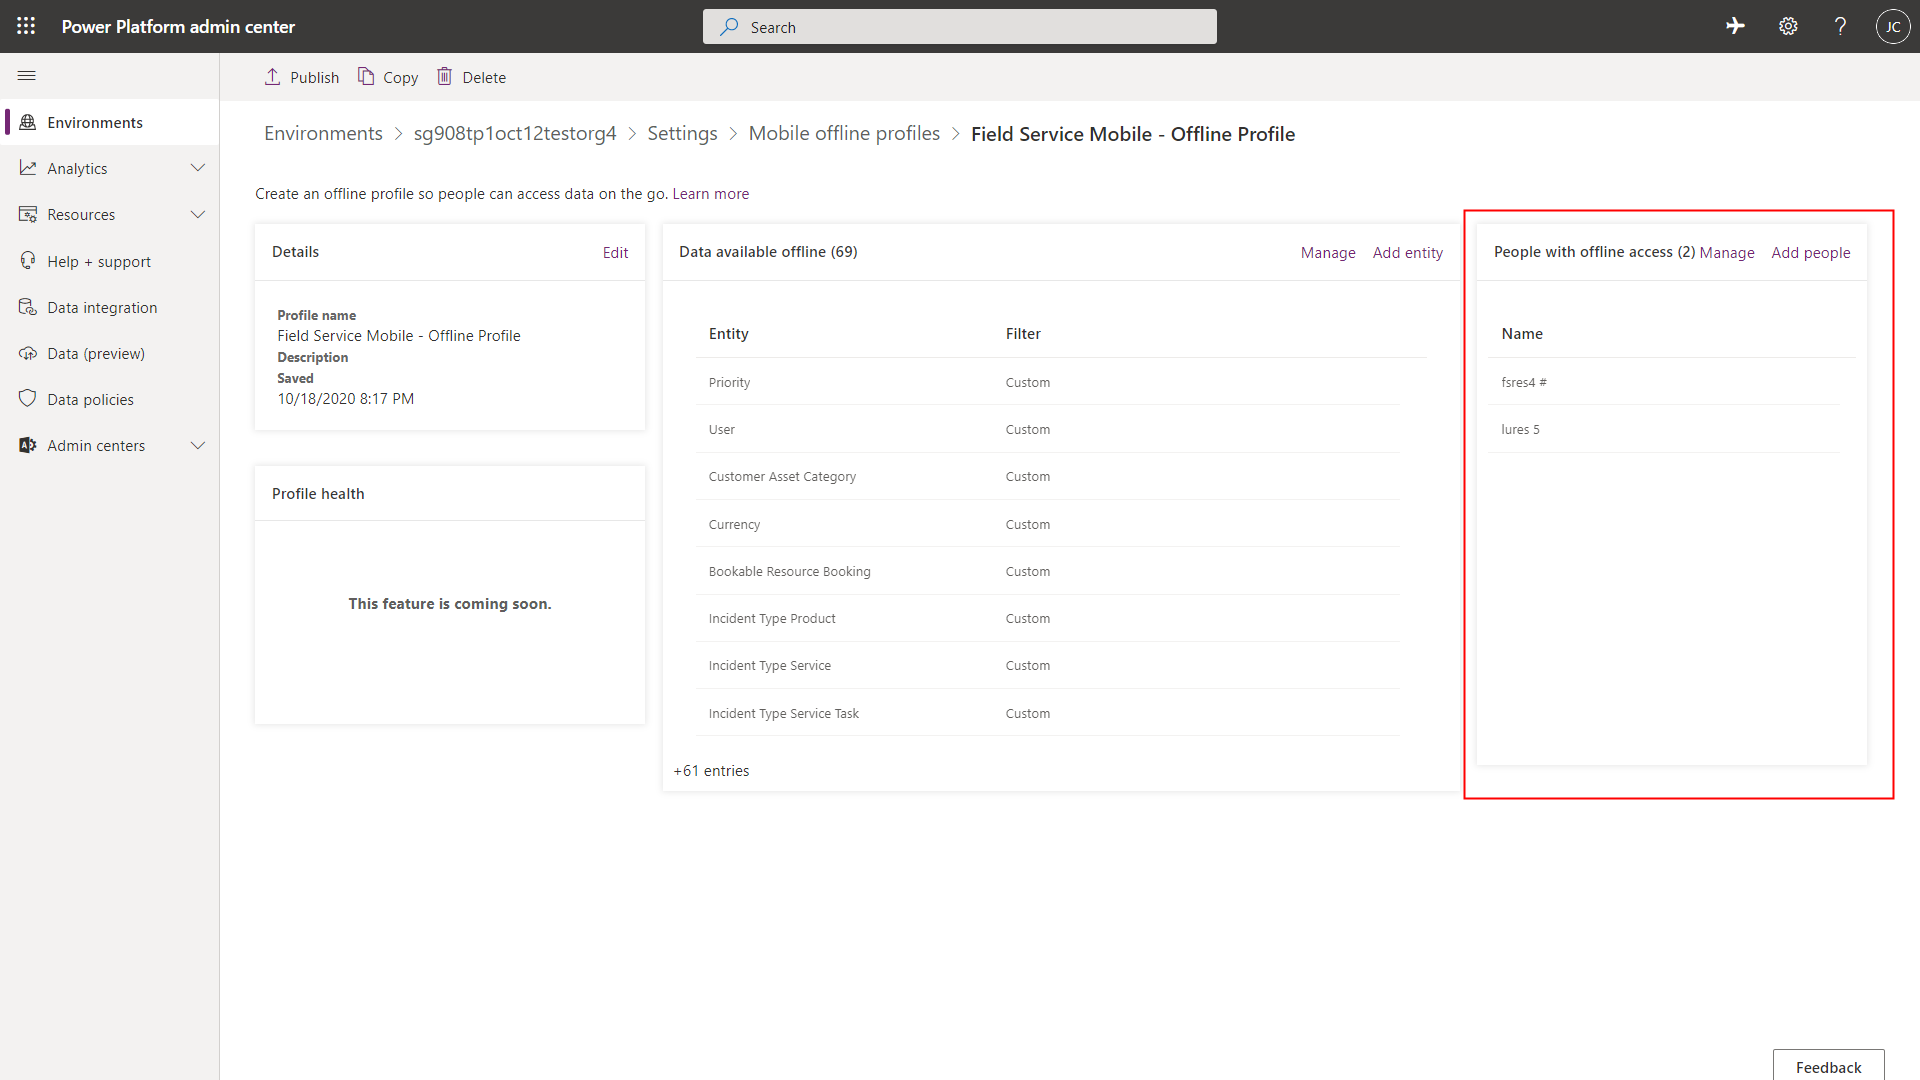 Power Platform admin center
Search
JC
Publish
Copy
Delete
Environments
Analytics
Resources
Help + support
Data integration
Data (preview)
Data policies
Admin centers
Environments > sg908tp1oct12testorg4 > Settings > Mobile offline profiles > Field Service Mobile - Offline Profile
Create an offline profile so people can access data on the go. Learn more
Details Edit
Profile name
Field Service Mobile - Offline Profile
Description
Saved
10/18/2020 8:17 PM
Profile health
This feature is coming soon.
Data available offline (69) Manage Add entity
Entity Filter
Priority Custom
User Custom
Customer Asset Category Custom
Currency Custom
Bookable Resource Booking Custom
Incident Type Product Custom
Incident Type Service Custom
Incident Type Service Task Custom
+61 entries
People with offline access (2) Manage Add people
Name
fsres4 #
lures 5
Feedback